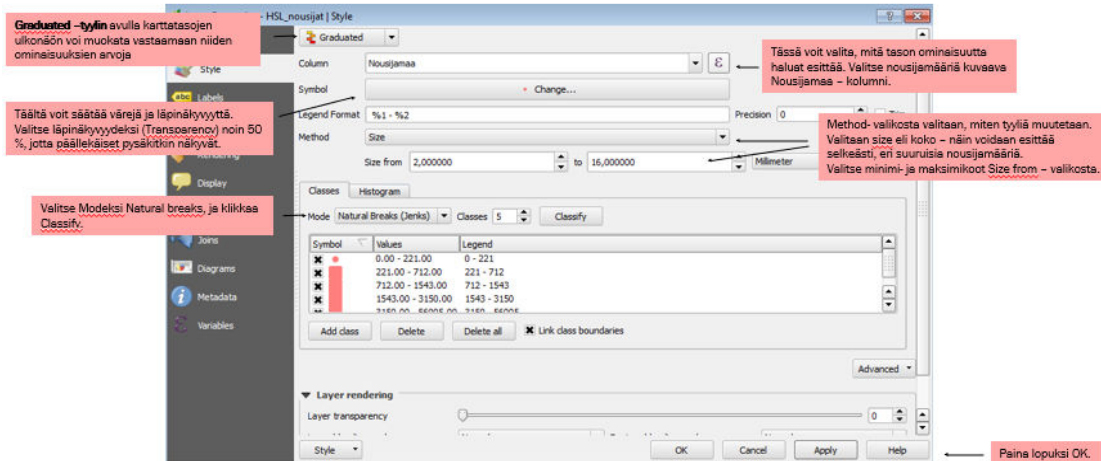 - HSL_nousijat | Style
Graduated –tyylin avulla karttatasojen
ulkonäön voi muokata vastaamaan niiden
ominaisuuksien arvoja
Graduated
Style
Column
Nousijamaa
ε
Tässä voit valita, mitä tason ominaisuutta
haluat esittää. Valitse nousijamääriä kuvaava
Nousijamaa – kolumni.
abc Labels
Symbol
Change...
Täältä voit säätää värejä ja läpinäkyvyyttä.
Valitse läpinäkyvyydeksi (Transparency) noin 50
%, jotta päällekäiset pysäkitkin näkyvät.
Legend Format
%1 - %2
Precision 0
Method
Size
Method- valikosta valitaan, miten tyyliä muutetaan.
Valitaan size eli koko – näin voidaan esittää
selkeästi, eri suuruisia nousijamääriä.
Valitse minimi- ja maksimikoot Size from – valikosta.
Rendering
Size from 2,000000 to 16,000000 Millimeter
Display
Classes Histogram
Valitse Modeksi Natural breaks, ja klikkaa
Classify.
Mode Natural Breaks (Jenks) Classes 5 Classify
Joins
Symbol Values Legend
0.00 - 221.00 0 - 221
Diagrams
221.00 - 712.00 221 - 712
712.00 - 1543.00 712 - 1543
Metadata
1543.00 - 3150.00 1543 - 3150
3150.00 - 56005.00 3150 - 56005
Variables
Add class Delete Delete all Link class boundaries
Advanced
Layer rendering
Layer transparency 0
Style OK Cancel Apply Help
Paina lopuksi OK.